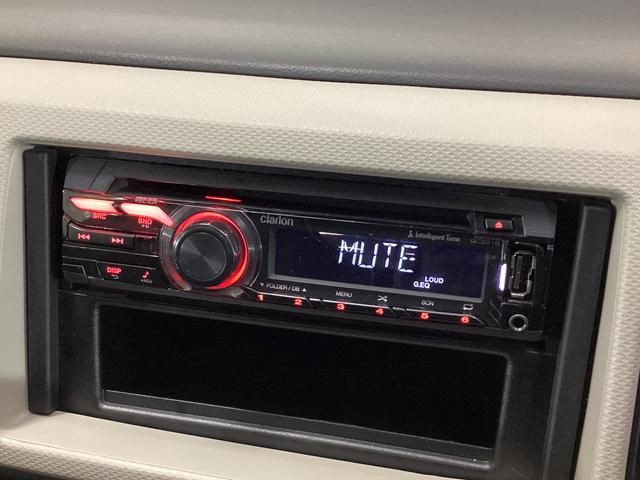 clarion
Intelligent Tune
SRC
BND
MUTE
LOUD
G.EQ
DISP
ADJ
FOLDER / DB
MENU
SCN
1 2 3 4 5 6